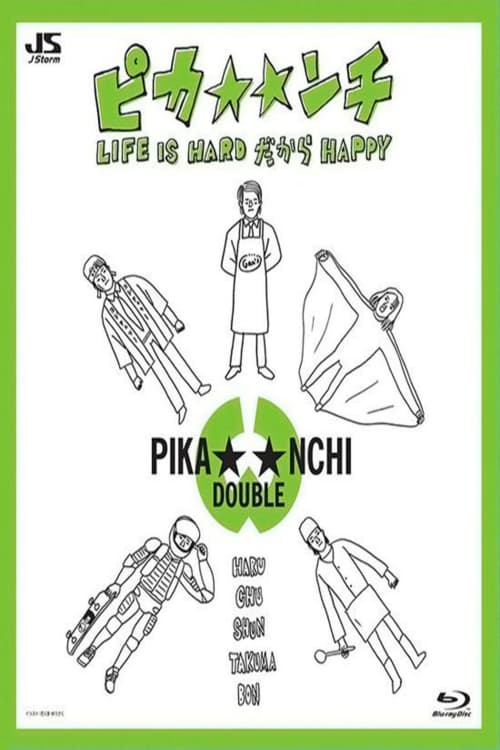 JS
J Storm
ピカ★★ンチ
LIFE IS HARD だから HAPPY
Gan's
PIKA★★NCHI
DOUBLE
HARU
CHU
SHUN
TAKUMA
BON
Blu-ray Disc